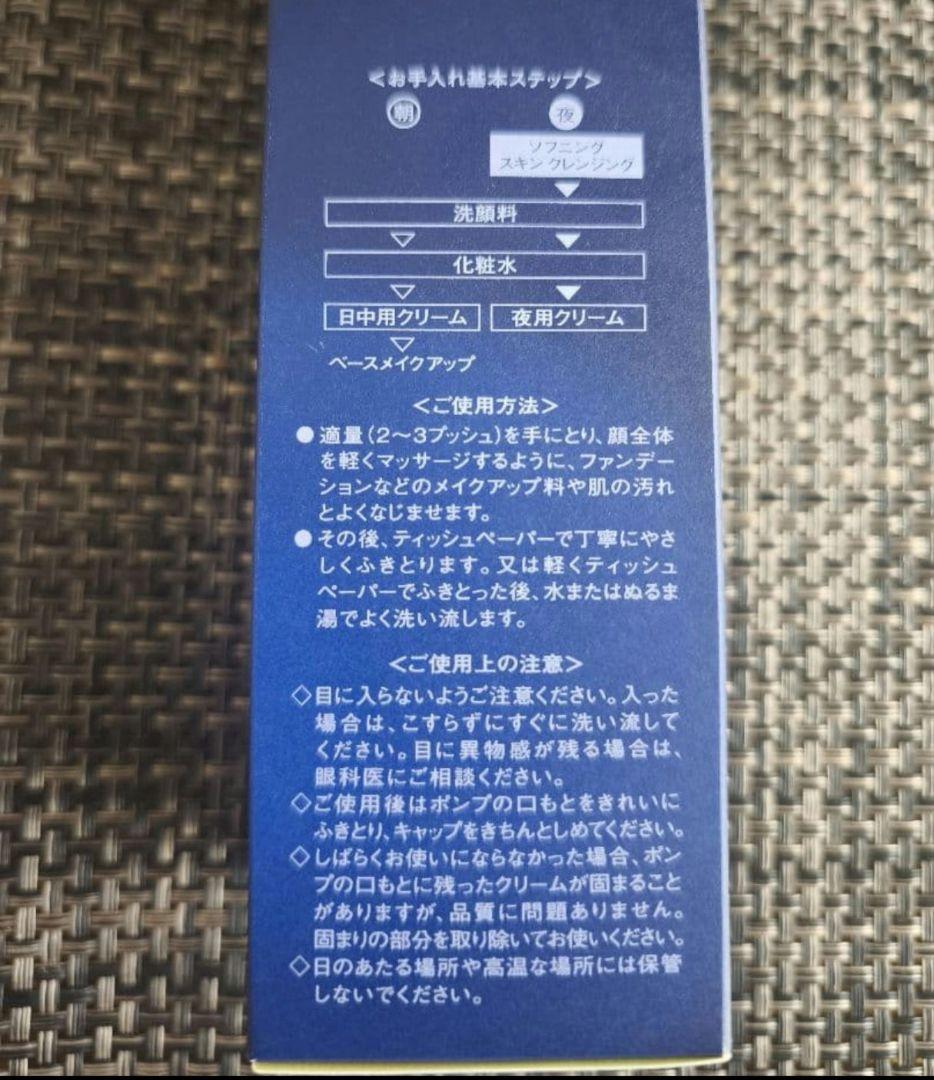 ＜お手入れ基本ステップ＞
朝 夜
ソフニング
スキン クレンジング
洗顔料
化粧水
日中用クリーム 夜用クリーム
ベースメイクアップ
＜ご使用方法＞
●適量（2～3プッシュ）を手にとり、顔全体
を軽くマッサージするように、ファンデー
ションなどのメイクアップ料や肌の汚れ
とよくなじませます。
●その後、ティッシュペーパーで丁寧にやさ
しくふきとります。又は軽くティッシュ
ペーパーでふきとった後、水またはぬるま
湯でよく洗い流します。
＜ご使用上の注意＞
◇目に入らないようご注意ください。入った
場合は、こすらずにすぐに洗い流して
ください。目に異物感が残る場合は、
眼科医にご相談ください。
◇ご使用後はポンプの口もとをきれいに
ふきとり、キャップをきちんとしめてください。
◇しばらくお使いにならなかった場合、ポン
プの口もとに残ったクリームが固まること
がありますが、品質に問題ありません。
固まりの部分を取り除いてお使いください。
◇日のあたる場所や高温な場所には保管
しないでください。